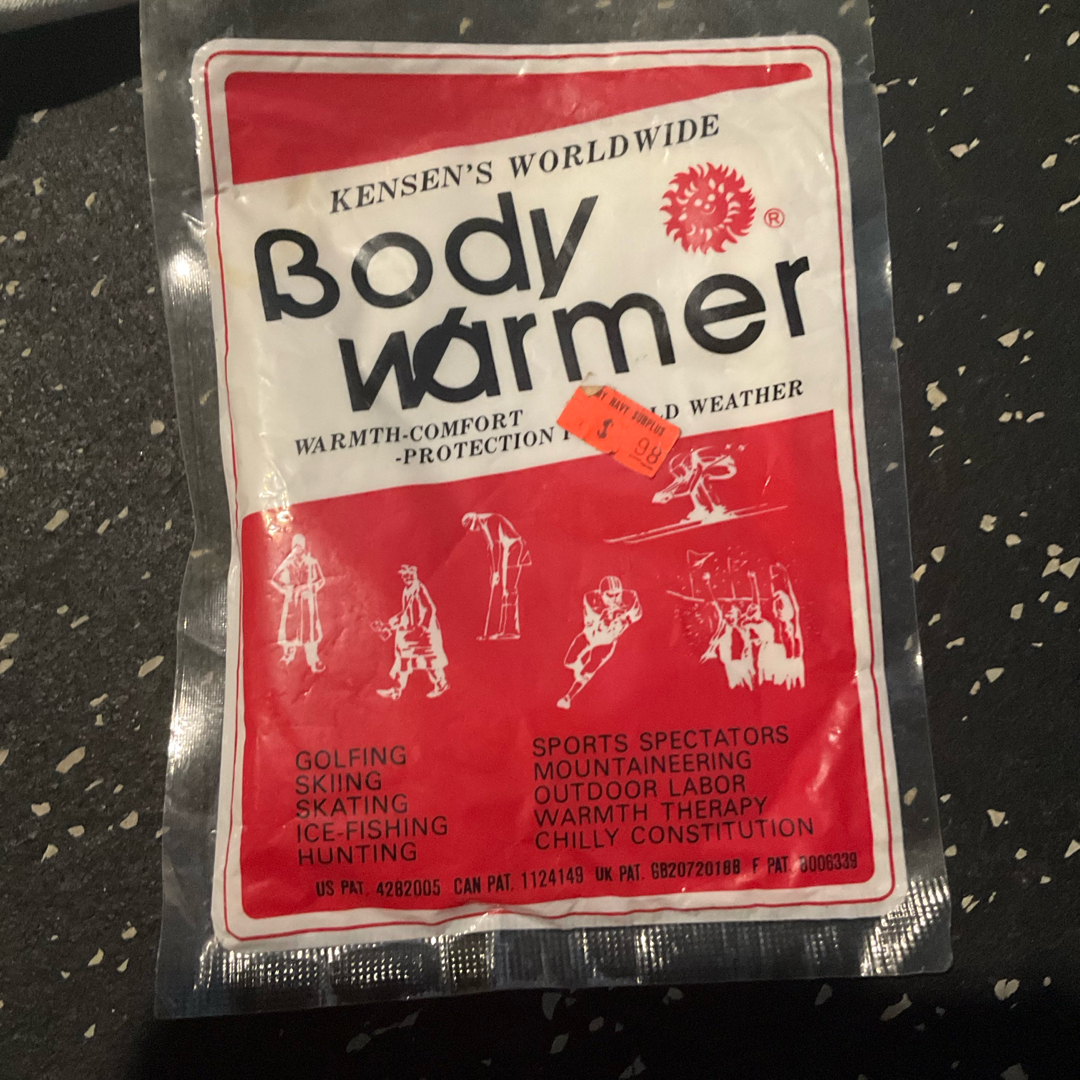 KENSEN'S WORLDWIDE
Body
®
warmer
WARMTH-COMFORT
-PROTECTION
LD WEATHER
MY NAVY SURPLUS
$ 98
GOLFING
SKIING
SKATING
ICE-FISHING
HUNTING
SPORTS SPECTATORS
MOUNTAINEERING
OUTDOOR LABOR
WARMTH THERAPY
CHILLY CONSTITUTION
US PAT. 4282005 CAN PAT. 1124149 UK PAT. GB2072018B F PAT. 8006339